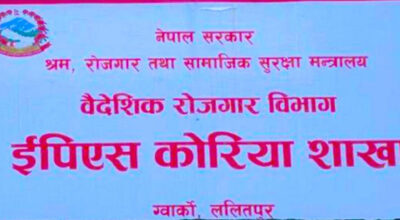 नेपाल सरकार
श्रम, रोजगार तथा सामाजिक सुरक्षा मन्त्रालय
वैदेशिक रोजगार विभाग
ईपिएस कोरिया शाखा
ग्वार्को, ललितपुर